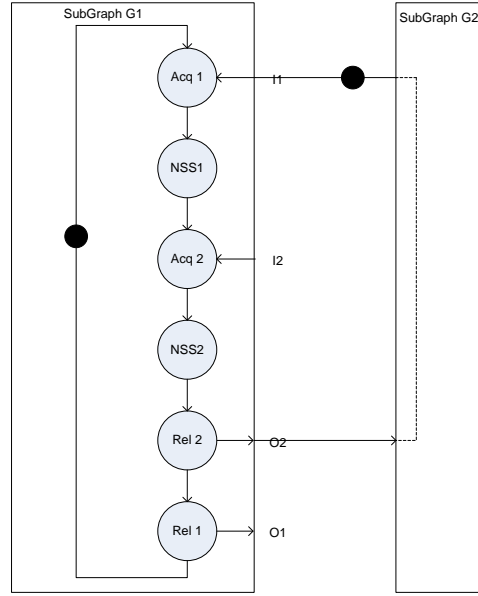 SubGraph G1
SubGraph G2
Acq 1
I1
NSS1
Acq 2
I2
NSS2
Rel 2
O2
Rel 1
O1